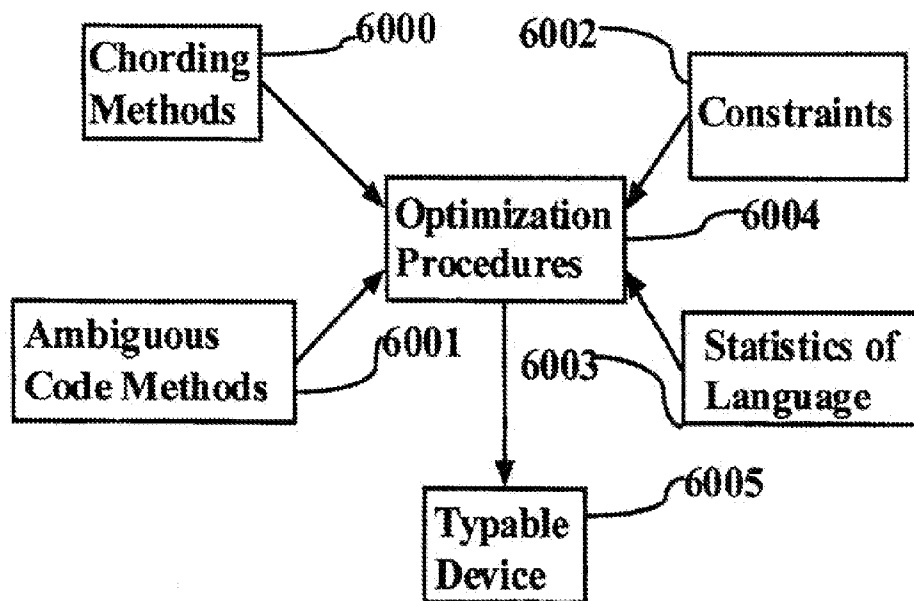 6000
Chording
Methods
6002
Constraints
Optimization
Procedures
6004
Ambiguous
Code Methods
6001
6003
Statistics of
Language
Typable
Device
6005